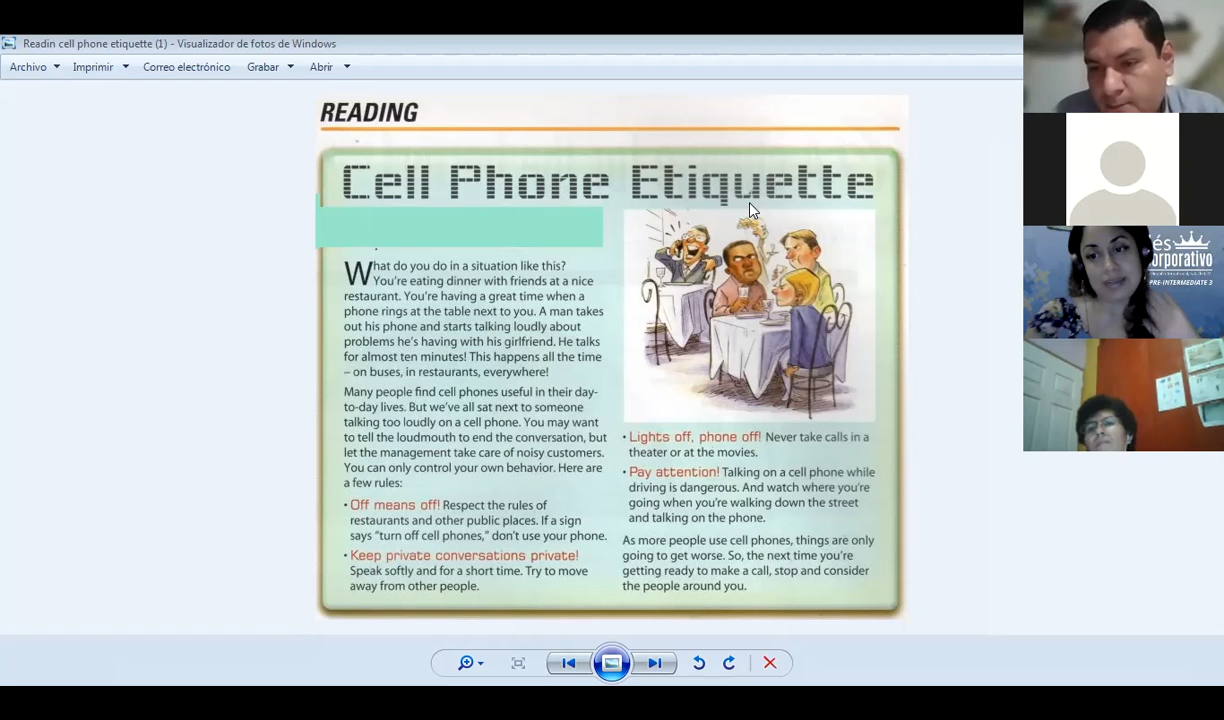 Readin cell phone etiquette (1) - Visualizador de fotos de Windows
Archivo Imprimir Correo electrónico Grabar Abrir
READING
Cell Phone Etiquette
What do you do in a situation like this?
You're eating dinner with friends at a nice
restaurant. You're having a great time when a
phone rings at the table next to you. A man takes
out his phone and starts talking loudly about
problems he's having with his girlfriend. He talks
for almost ten minutes! This happens all the time
– on buses, in restaurants, everywhere!
Many people find cell phones useful in their day-
to-day lives. But we've all sat next to someone
talking too loudly on a cell phone. You may want
to tell the loudmouth to end the conversation, but
let the management take care of noisy customers.
You can only control your own behavior. Here are
a few rules:
• Off means off! Respect the rules of
restaurants and other public places. If a sign
says "turn off cell phones," don't use your phone.
• Keep private conversations private!
Speak softly and for a short time. Try to move
away from other people.
• Lights off, phone off! Never take calls in a
theater or at the movies.
• Pay attention! Talking on a cell phone while
driving is dangerous. And watch where you're
going when you're walking down the street
and talking on the phone.
As more people use cell phones, things are only
going to get worse. So, the next time you're
getting ready to make a call, stop and consider
the people around you.
és
orporativo
PRE-INTERMEDIATE 3